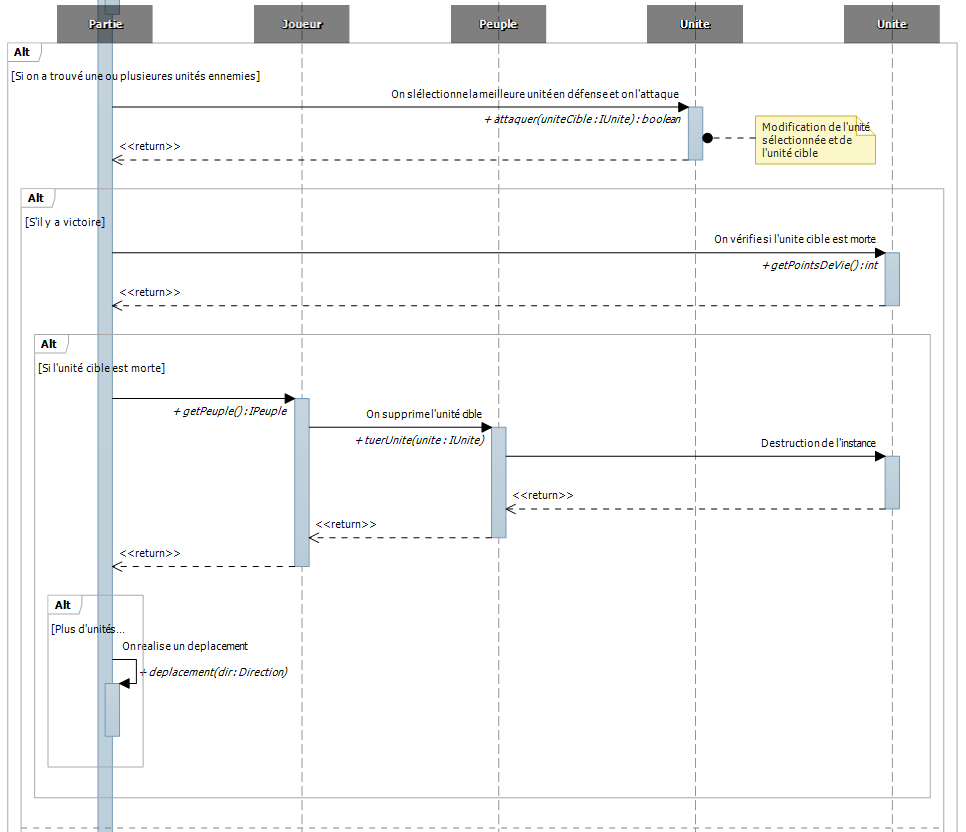 Partie
Joueur
Peuple
Unite
Unite
Alt
[Si on a trouvé une ou plusieures unités ennemies]
On slélectionne la meilleure unité en défense et on l'attaque
+ attaquer(uniteCible : IUnite) : boolean
Modification de l'unité
sélectionnée et de
l'unité cible
<<return>>
Alt
[S'il y a victoire]
On vérifie si l'unite cible est morte
+ getPointsDeVie() : int
<<return>>
Alt
[Si l'unité cible est morte]
+ getPeuple() : IPeuple
On supprime l'unité cible
+ tuerUnite(unite : IUnite)
Destruction de l'instance
<<return>>
<<return>>
<<return>>
Alt
[Plus d'unités...
On realise un deplacement
+ deplacement(dir : Direction)